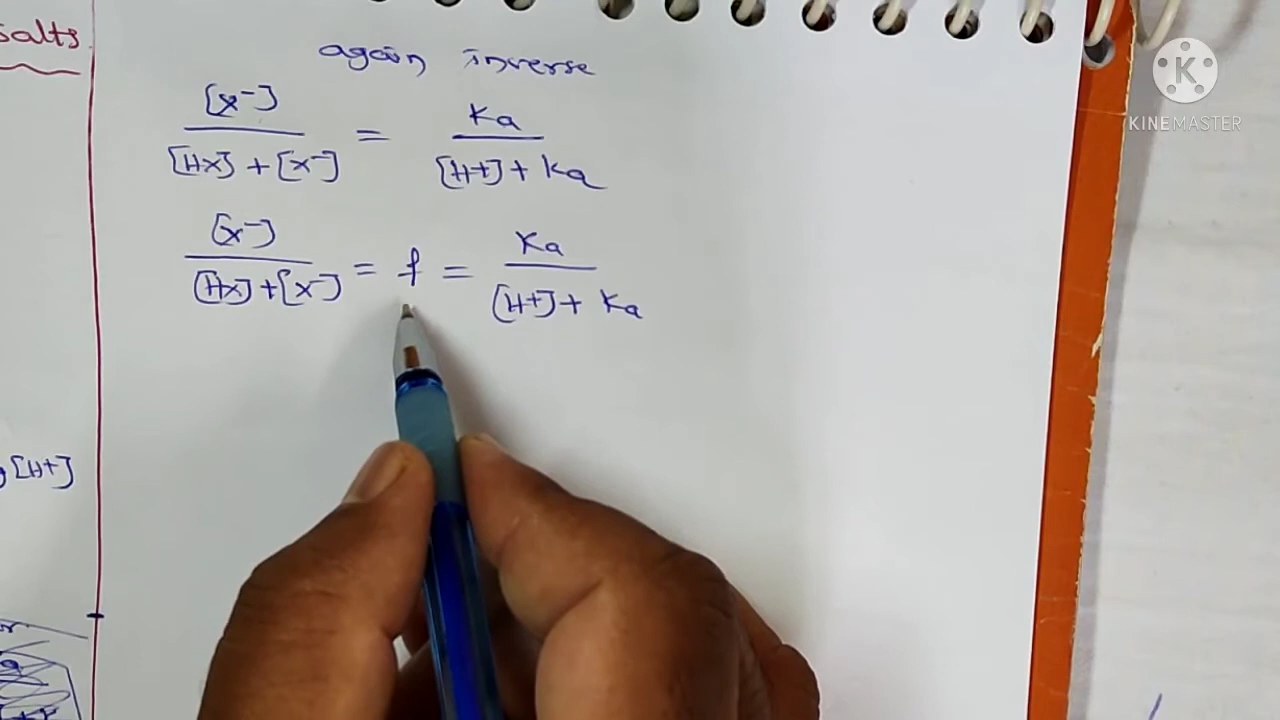 salts
again inverse
[x⁻] / [Hx] + [x⁻] = Ka / [H+] + Ka
[x⁻] / [Hx] + [x⁻] = f = Ka / [H+] + Ka
[H+]
KINEMASTER